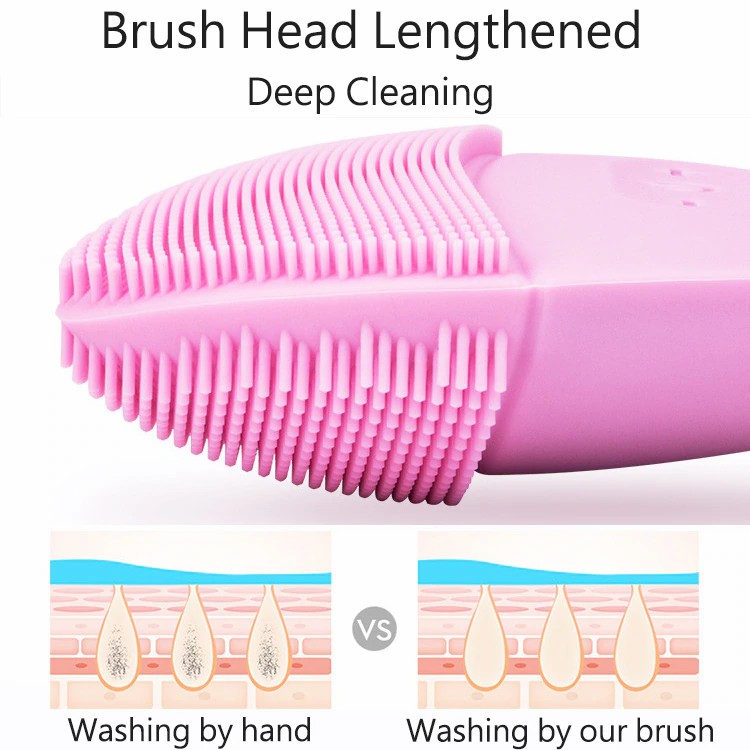 Brush Head Lengthened
Deep Cleaning
VS
Washing by hand
Washing by our brush